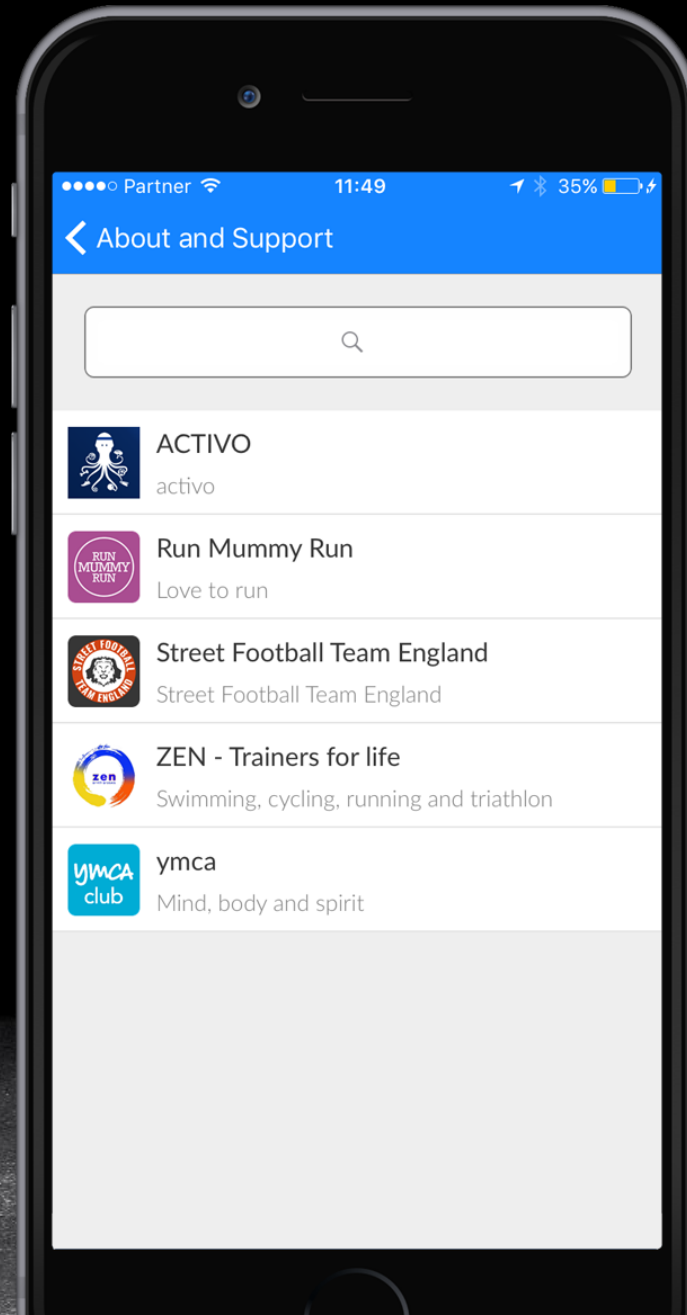 Partner 11:49 35%
About and Support
ACTIVO
activo
RUN
MUMMY
RUN
Run Mummy Run
Love to run
STREET FOOTBALL
TEAM ENGLAND
Street Football Team England
Street Football Team England
zen
ZEN - Trainers for life
Swimming, cycling, running and triathlon
ymca
club
ymca
Mind, body and spirit